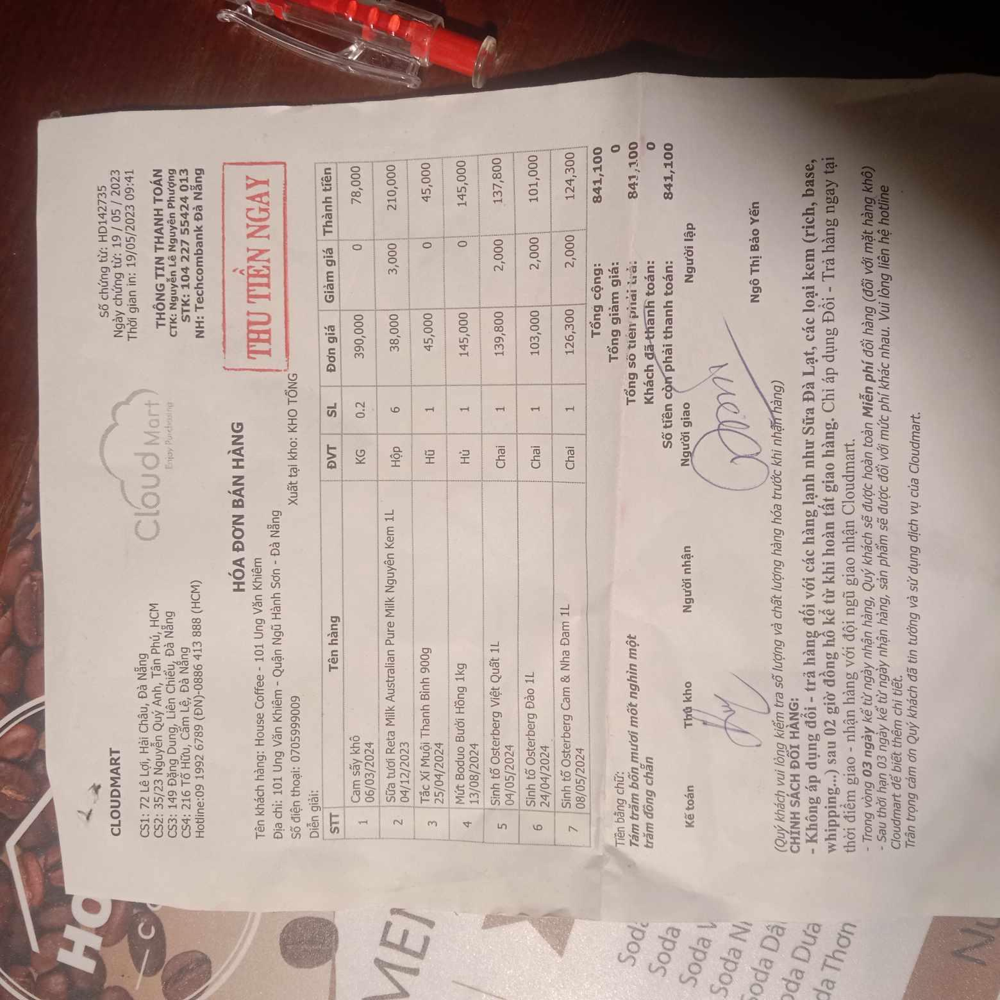 CLOUDMART
CS1: 72 Lê Lợi, Hải Châu, Đà Nẵng
CS2: 35/23 Nguyễn Quý Anh, Tân Phú, HCM
CS3: 149 Đặng Dung, Liên Chiểu, Đà Nẵng
CS4: 216 Tố Hữu, Cẩm Lệ, Đà Nẵng
Hotline:09 1992 6789 (ĐN)-0886 413 888 (HCM)
Cloud Mart
Enjoy Purchasing
Số chứng từ: HD142735
Ngày chứng từ: 19 / 05 / 2023
Thời gian in: 19/05/2023 09:41
THÔNG TIN THANH TOÁN
CTK: Nguyễn Lê Nguyên Phượng
STK: 104 227 55424 013
NH: Techcombank Đà Nẵng
HÓA ĐƠN BÁN HÀNG
THU TIỀN NGAY
Tên khách hàng: House Coffee - 101 Ung Văn Khiêm
Địa chỉ: 101 Ung Văn Khiêm - Quận Ngũ Hành Sơn - Đà Nẵng
Số điện thoại: 0705999009 Xuất tại kho: KHO TỔNG
Diễn giải:
STT Tên hàng ĐVT SL Đơn giá Giảm giá Thành tiền
1 Cam sấy khô KG 0.2 390,000 0 78,000
06/03/2024
2 Sữa tươi Reta Milk Australian Pure Milk Nguyên Kem 1L Hộp 6 38,000 3,000 210,000
04/12/2023
3 Tắc Xí Muội Thanh Bình 900g Hũ 1 45,000 0 45,000
25/04/2024
4 Mứt Boduo Bưởi Hồng 1kg Hủ 1 145,000 0 145,000
13/08/2024
5 Sinh tố Osterberg Việt Quất 1L Chai 1 139,800 2,000 137,800
04/05/2024
6 Sinh tố Osterberg Đào 1L Chai 1 103,000 2,000 101,000
24/04/2024
7 Sinh tố Osterberg Cam & Nha Đam 1L Chai 1 126,300 2,000 124,300
08/05/2024
Tổng cộng: 841,100
Tổng giảm giá: 0
Tổng số tiền phải trả: 841,100
Khách đã thanh toán: 0
Số tiền còn phải thanh toán: 841,100
Tiền bằng chữ:
Tám trăm bốn mươi mốt nghìn một
trăm đồng chẵn
Kế toán Thủ kho Người nhận Người giao Người lập
Ngô Thị Bảo Yến
(Quý khách vui lòng kiểm tra số lượng và chất lượng hàng hóa trước khi nhận hàng)
CHÍNH SÁCH ĐỔI HÀNG:
- Không áp dụng đổi - trả hàng đối với các hàng lạnh như Sữa Đà Lạt, các loại kem (rich, base,
whipping,...) sau 02 giờ đồng hồ kể từ khi hoàn tất giao hàng. Chỉ áp dụng Đổi - Trả hàng ngay tại
thời điểm giao - nhận hàng với đội ngũ giao nhận Cloudmart.
- Trong vòng 03 ngày kể từ ngày nhận hàng, Quý khách sẽ được hoàn toàn Miễn phí đổi hàng (đối với mặt hàng khô)
- Sau thời hạn 03 ngày kể từ ngày nhận hàng, sản phẩm sẽ được đổi với mức phí khác nhau. Vui lòng liên hệ hotline
Cloudmart để biết thêm chi tiết.
Trân trọng cảm ơn Quý khách đã tin tưởng và sử dụng dịch vụ của Cloudmart.
Soda
Soda
Soda
Soda
Soda
Dừa
Thơn